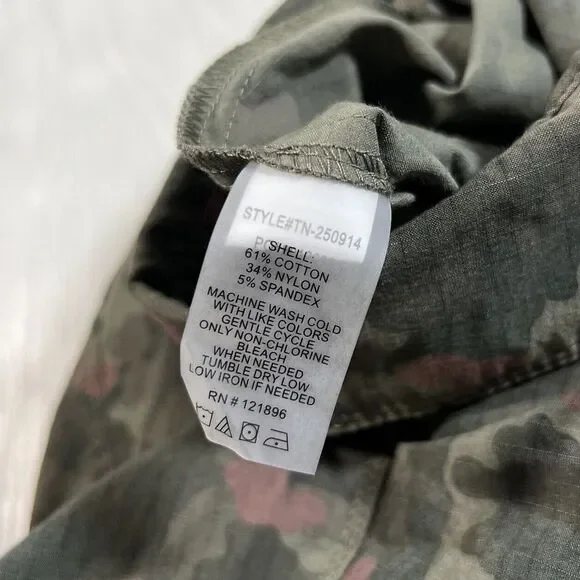 STYLE#TN-250914
SHELL:
61% COTTON
34% NYLON
5% SPANDEX
MACHINE WASH COLD
WITH LIKE COLORS
GENTLE CYCLE
ONLY NON-CHLORINE
BLEACH
WHEN NEEDED
TUMBLE DRY LOW
LOW IRON IF NEEDED
RN # 121896